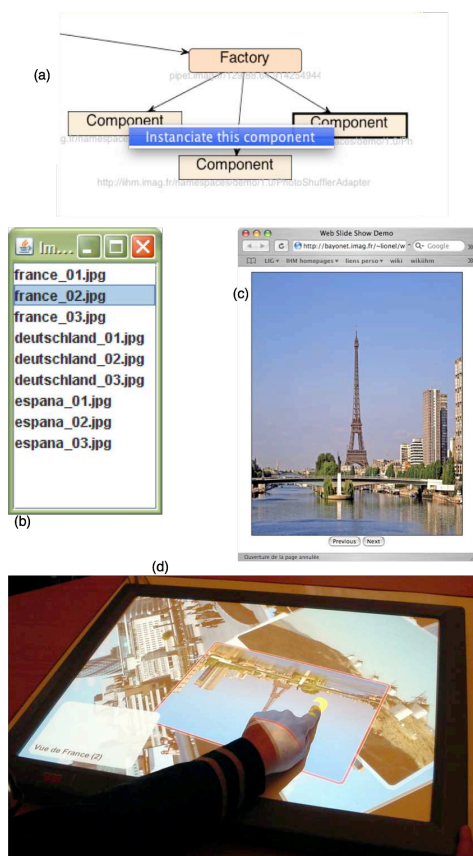 (a)
Factory
Component
Component
Instanciate this component
Component
http://iihm.imag.fr/namespaces/demo/1.0/PhotoShufflerAdapter
(b)
Im...
france_01.jpg
france_02.jpg
france_03.jpg
deutschland_01.jpg
deutschland_02.jpg
deutschland_03.jpg
espana_01.jpg
espana_02.jpg
espana_03.jpg
(c)
Web Slide Show Demo
http://bayonet.imag.fr/~lionel/w
Google
LIG
IHM homepages
liens perso
wiki
wikiihm
Previous
Next
Ouverture de la page annulée
(d)
Vue de France (2)